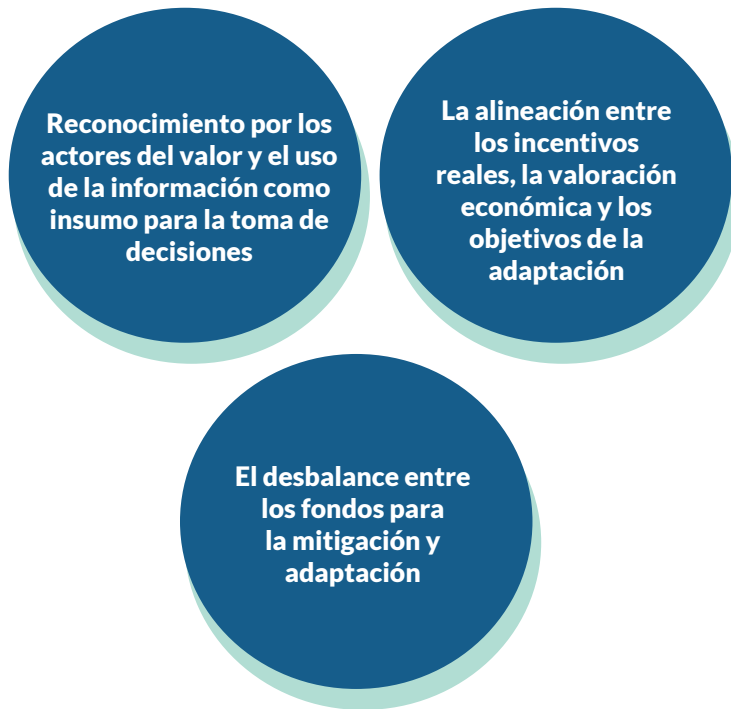 Reconocimiento por los
actores del valor y el uso
de la información como
insumo para la toma de
decisiones
La alineación entre
los incentivos
reales, la valoración
económica y los
objetivos de la
adaptación
El desbalance entre
los fondos para
la mitigación y
adaptación